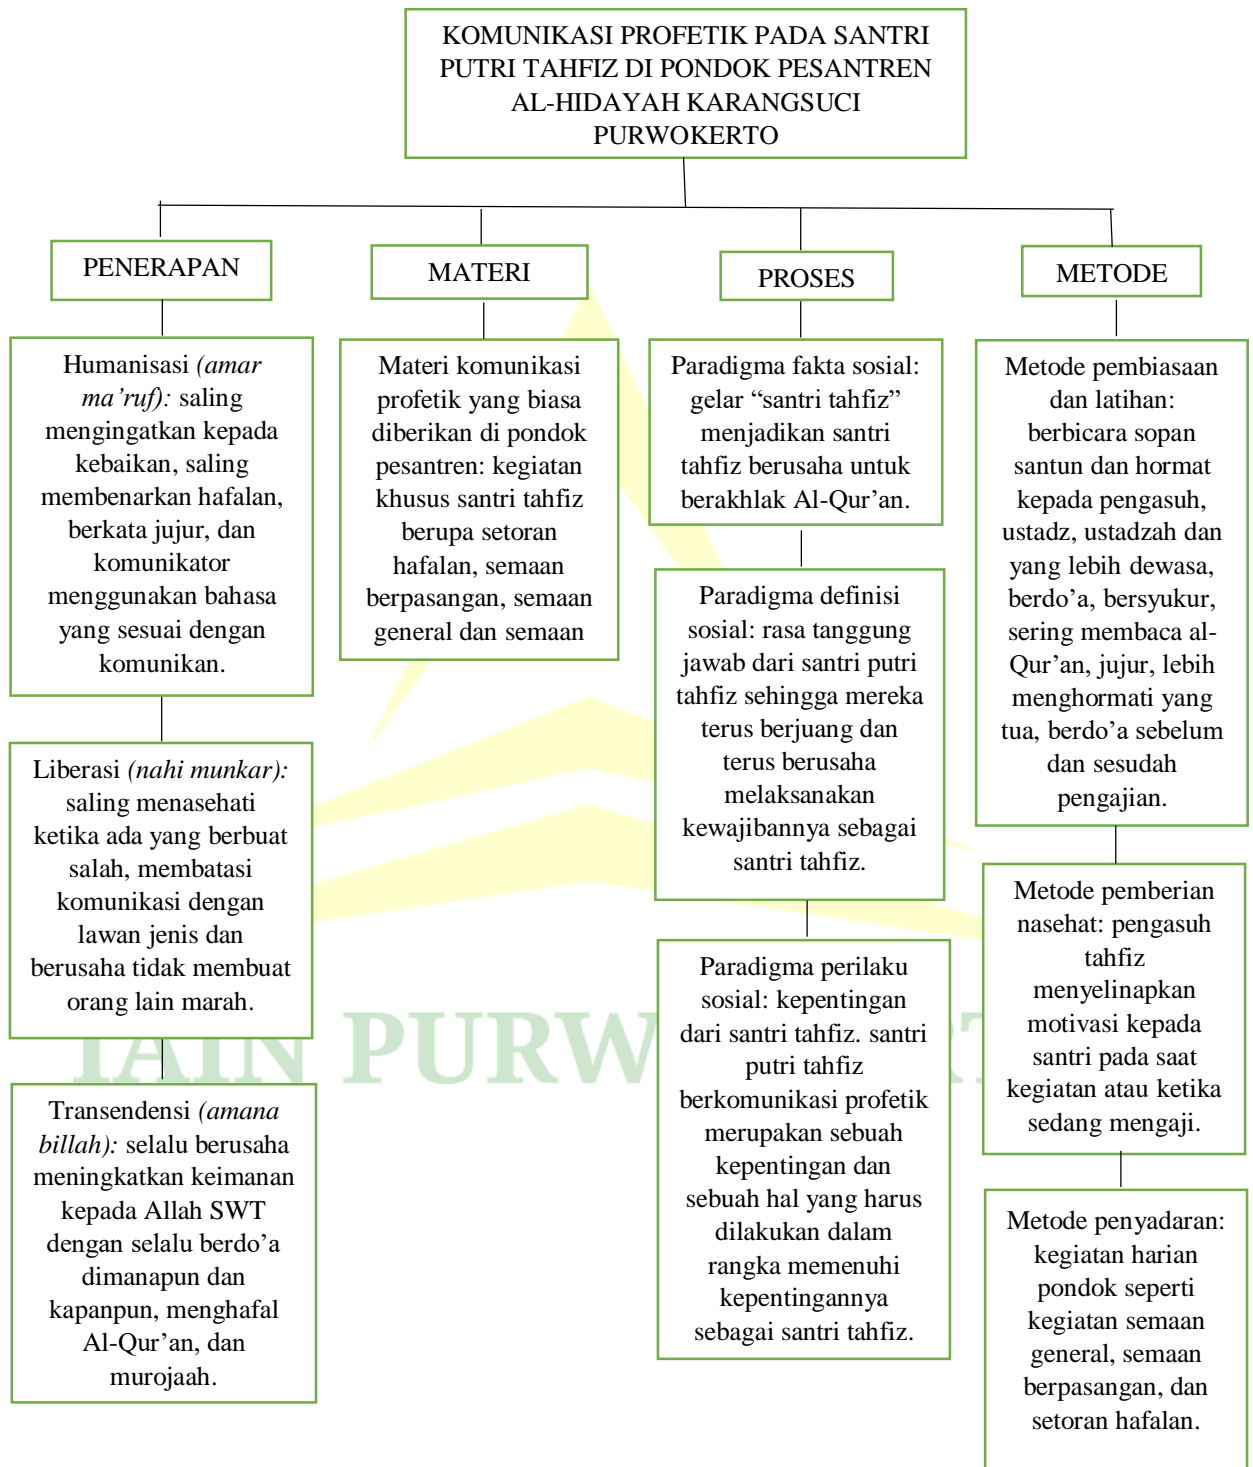 KOMUNIKASI PROFETIK PADA SANTRI
PUTRI TAHFIZ DI PONDOK PESANTREN
AL-HIDAYAH KARANGSUCI
PURWOKERTO
PENERAPAN
Humanisasi (amar
ma’ruf): saling
mengingatkan kepada
kebaikan, saling
membenarkan hafalan,
berkata jujur, dan
komunikator
menggunakan bahasa
yang sesuai dengan
komunikan.
Liberasi (nahi munkar):
saling menasehati
ketika ada yang berbuat
salah, membatasi
komunikasi dengan
lawan jenis dan
berusaha tidak membuat
orang lain marah.
Transendensi (amana
billah): selalu berusaha
meningkatkan keimanan
kepada Allah SWT
dengan selalu berdo’a
dimanapun dan
kapanpun, menghafal
Al-Qur’an, dan
murojaah.
MATERI
Materi komunikasi
profetik yang biasa
diberikan di pondok
pesantren: kegiatan
khusus santri tahfiz
berupa setoran
hafalan, semaan
berpasangan, semaan
general dan semaan
PROSES
Paradigma fakta sosial:
gelar “santri tahfiz”
menjadikan santri
tahfiz berusaha untuk
berakhlak Al-Qur’an.
Paradigma definisi
sosial: rasa tanggung
jawab dari santri putri
tahfiz sehingga mereka
terus berjuang dan
terus berusaha
melaksanakan
kewajibannya sebagai
santri tahfiz.
Paradigma perilaku
sosial: kepentingan
dari santri tahfiz. santri
putri tahfiz
berkomunikasi profetik
merupakan sebuah
kepentingan dan
sebuah hal yang harus
dilakukan dalam
rangka memenuhi
kepentingannya
sebagai santri tahfiz.
METODE
Metode pembiasaan
dan latihan:
berbicara sopan
santun dan hormat
kepada pengasuh,
ustadz, ustadzah dan
yang lebih dewasa,
berdo’a, bersyukur,
sering membaca al-
Qur’an, jujur, lebih
menghormati yang
tua, berdo’a sebelum
dan sesudah
pengajian.
Metode pemberian
nasehat: pengasuh
tahfiz
menyelinapkan
motivasi kepada
santri pada saat
kegiatan atau ketika
sedang mengaji.
Metode penyadaran:
kegiatan harian
pondok seperti
kegiatan semaan
general, semaan
berpasangan, dan
setoran hafalan.
IAIN